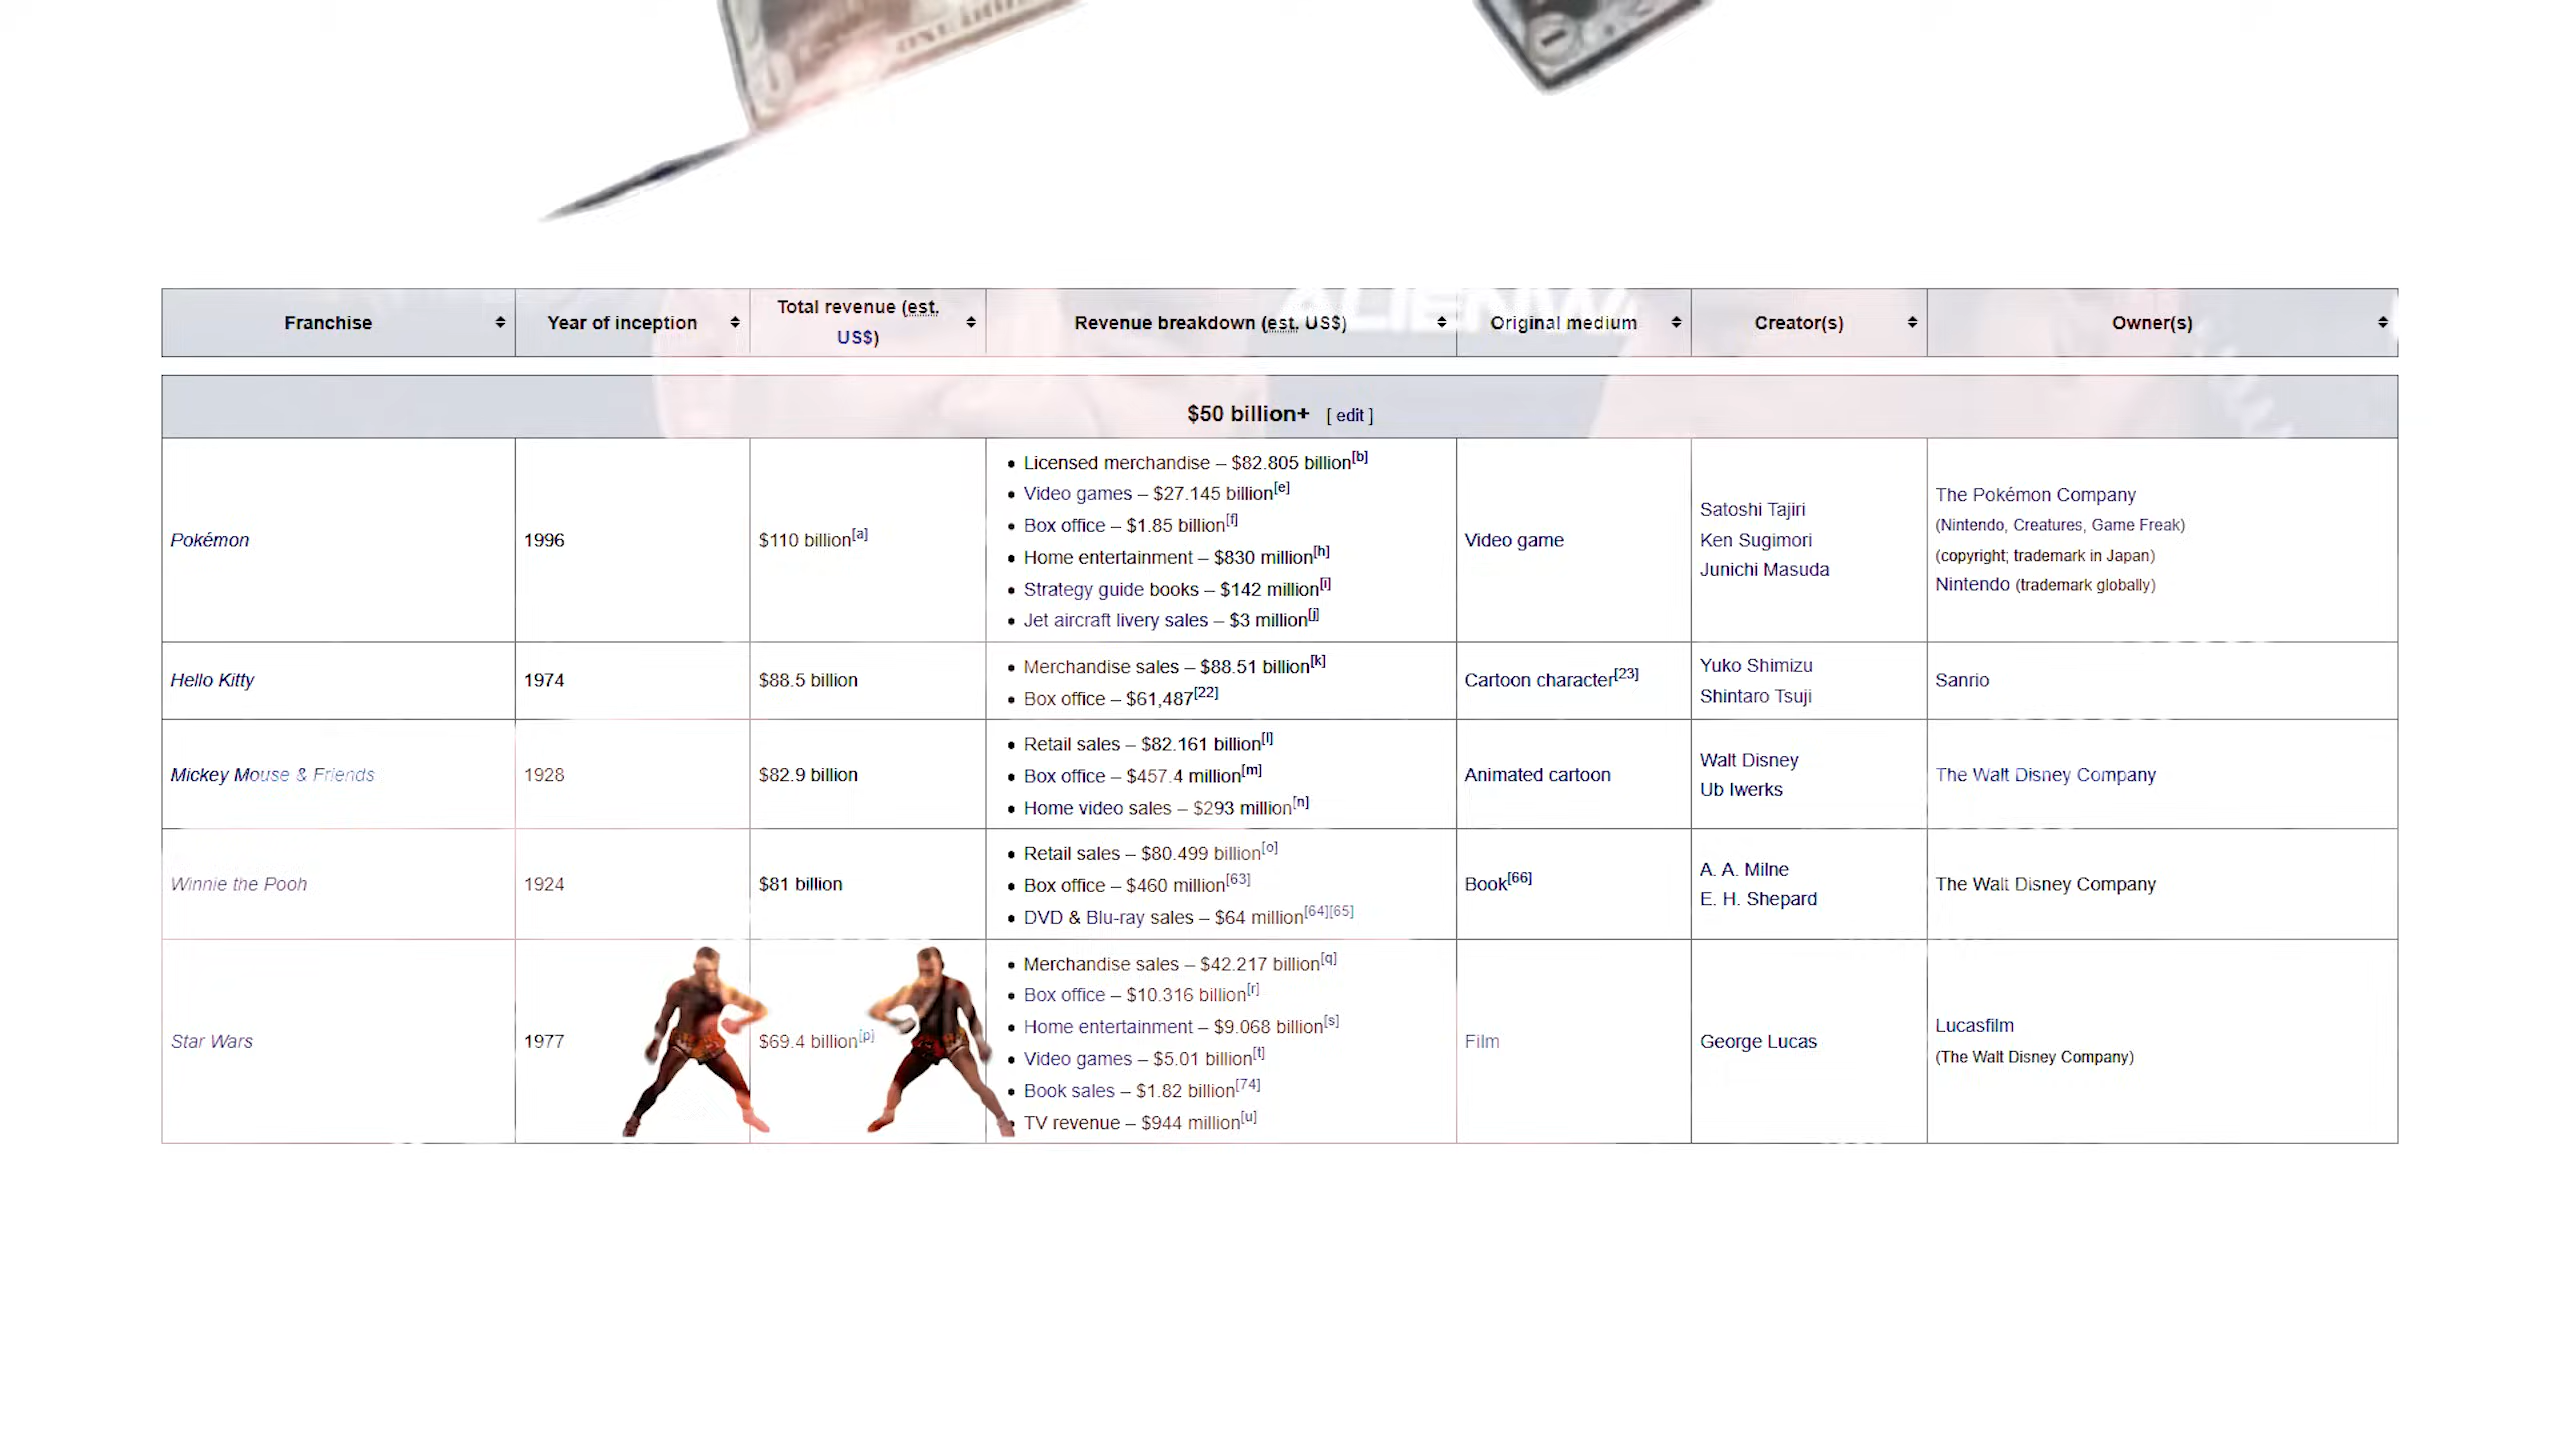 Franchise
Year of inception
Total revenue (est.
US$)
Revenue breakdown (est. US$)
Original medium
Creator(s)
Owner(s)
$50 billion+ [ edit ]
Pokémon
1996
$110 billion[a]
• Licensed merchandise – $82.805 billion[b]
• Video games – $27.145 billion[e]
• Box office – $1.85 billion[f]
• Home entertainment – $830 million[h]
• Strategy guide books – $142 million[i]
• Jet aircraft livery sales – $3 million[j]
Video game
Satoshi Tajiri
Ken Sugimori
Junichi Masuda
The Pokémon Company
(Nintendo, Creatures, Game Freak)
(copyright; trademark in Japan)
Nintendo (trademark globally)
Hello Kitty
1974
$88.5 billion
• Merchandise sales – $88.51 billion[k]
• Box office – $61,487[22]
Cartoon character[23]
Yuko Shimizu
Shintaro Tsuji
Sanrio
Mickey Mouse & Friends
1928
$82.9 billion
• Retail sales – $82.161 billion[l]
• Box office – $457.4 million[m]
• Home video sales – $293 million[n]
Animated cartoon
Walt Disney
Ub Iwerks
The Walt Disney Company
Winnie the Pooh
1924
$81 billion
• Retail sales – $80.499 billion[o]
• Box office – $460 million[63]
• DVD & Blu-ray sales – $64 million[64][65]
Book[66]
A. A. Milne
E. H. Shepard
The Walt Disney Company
Star Wars
1977
$69.4 billion[p]
• Merchandise sales – $42.217 billion[q]
• Box office – $10.316 billion[r]
• Home entertainment – $9.068 billion[s]
• Video games – $5.01 billion[t]
• Book sales – $1.82 billion[74]
• TV revenue – $944 million[u]
Film
George Lucas
Lucasfilm
(The Walt Disney Company)